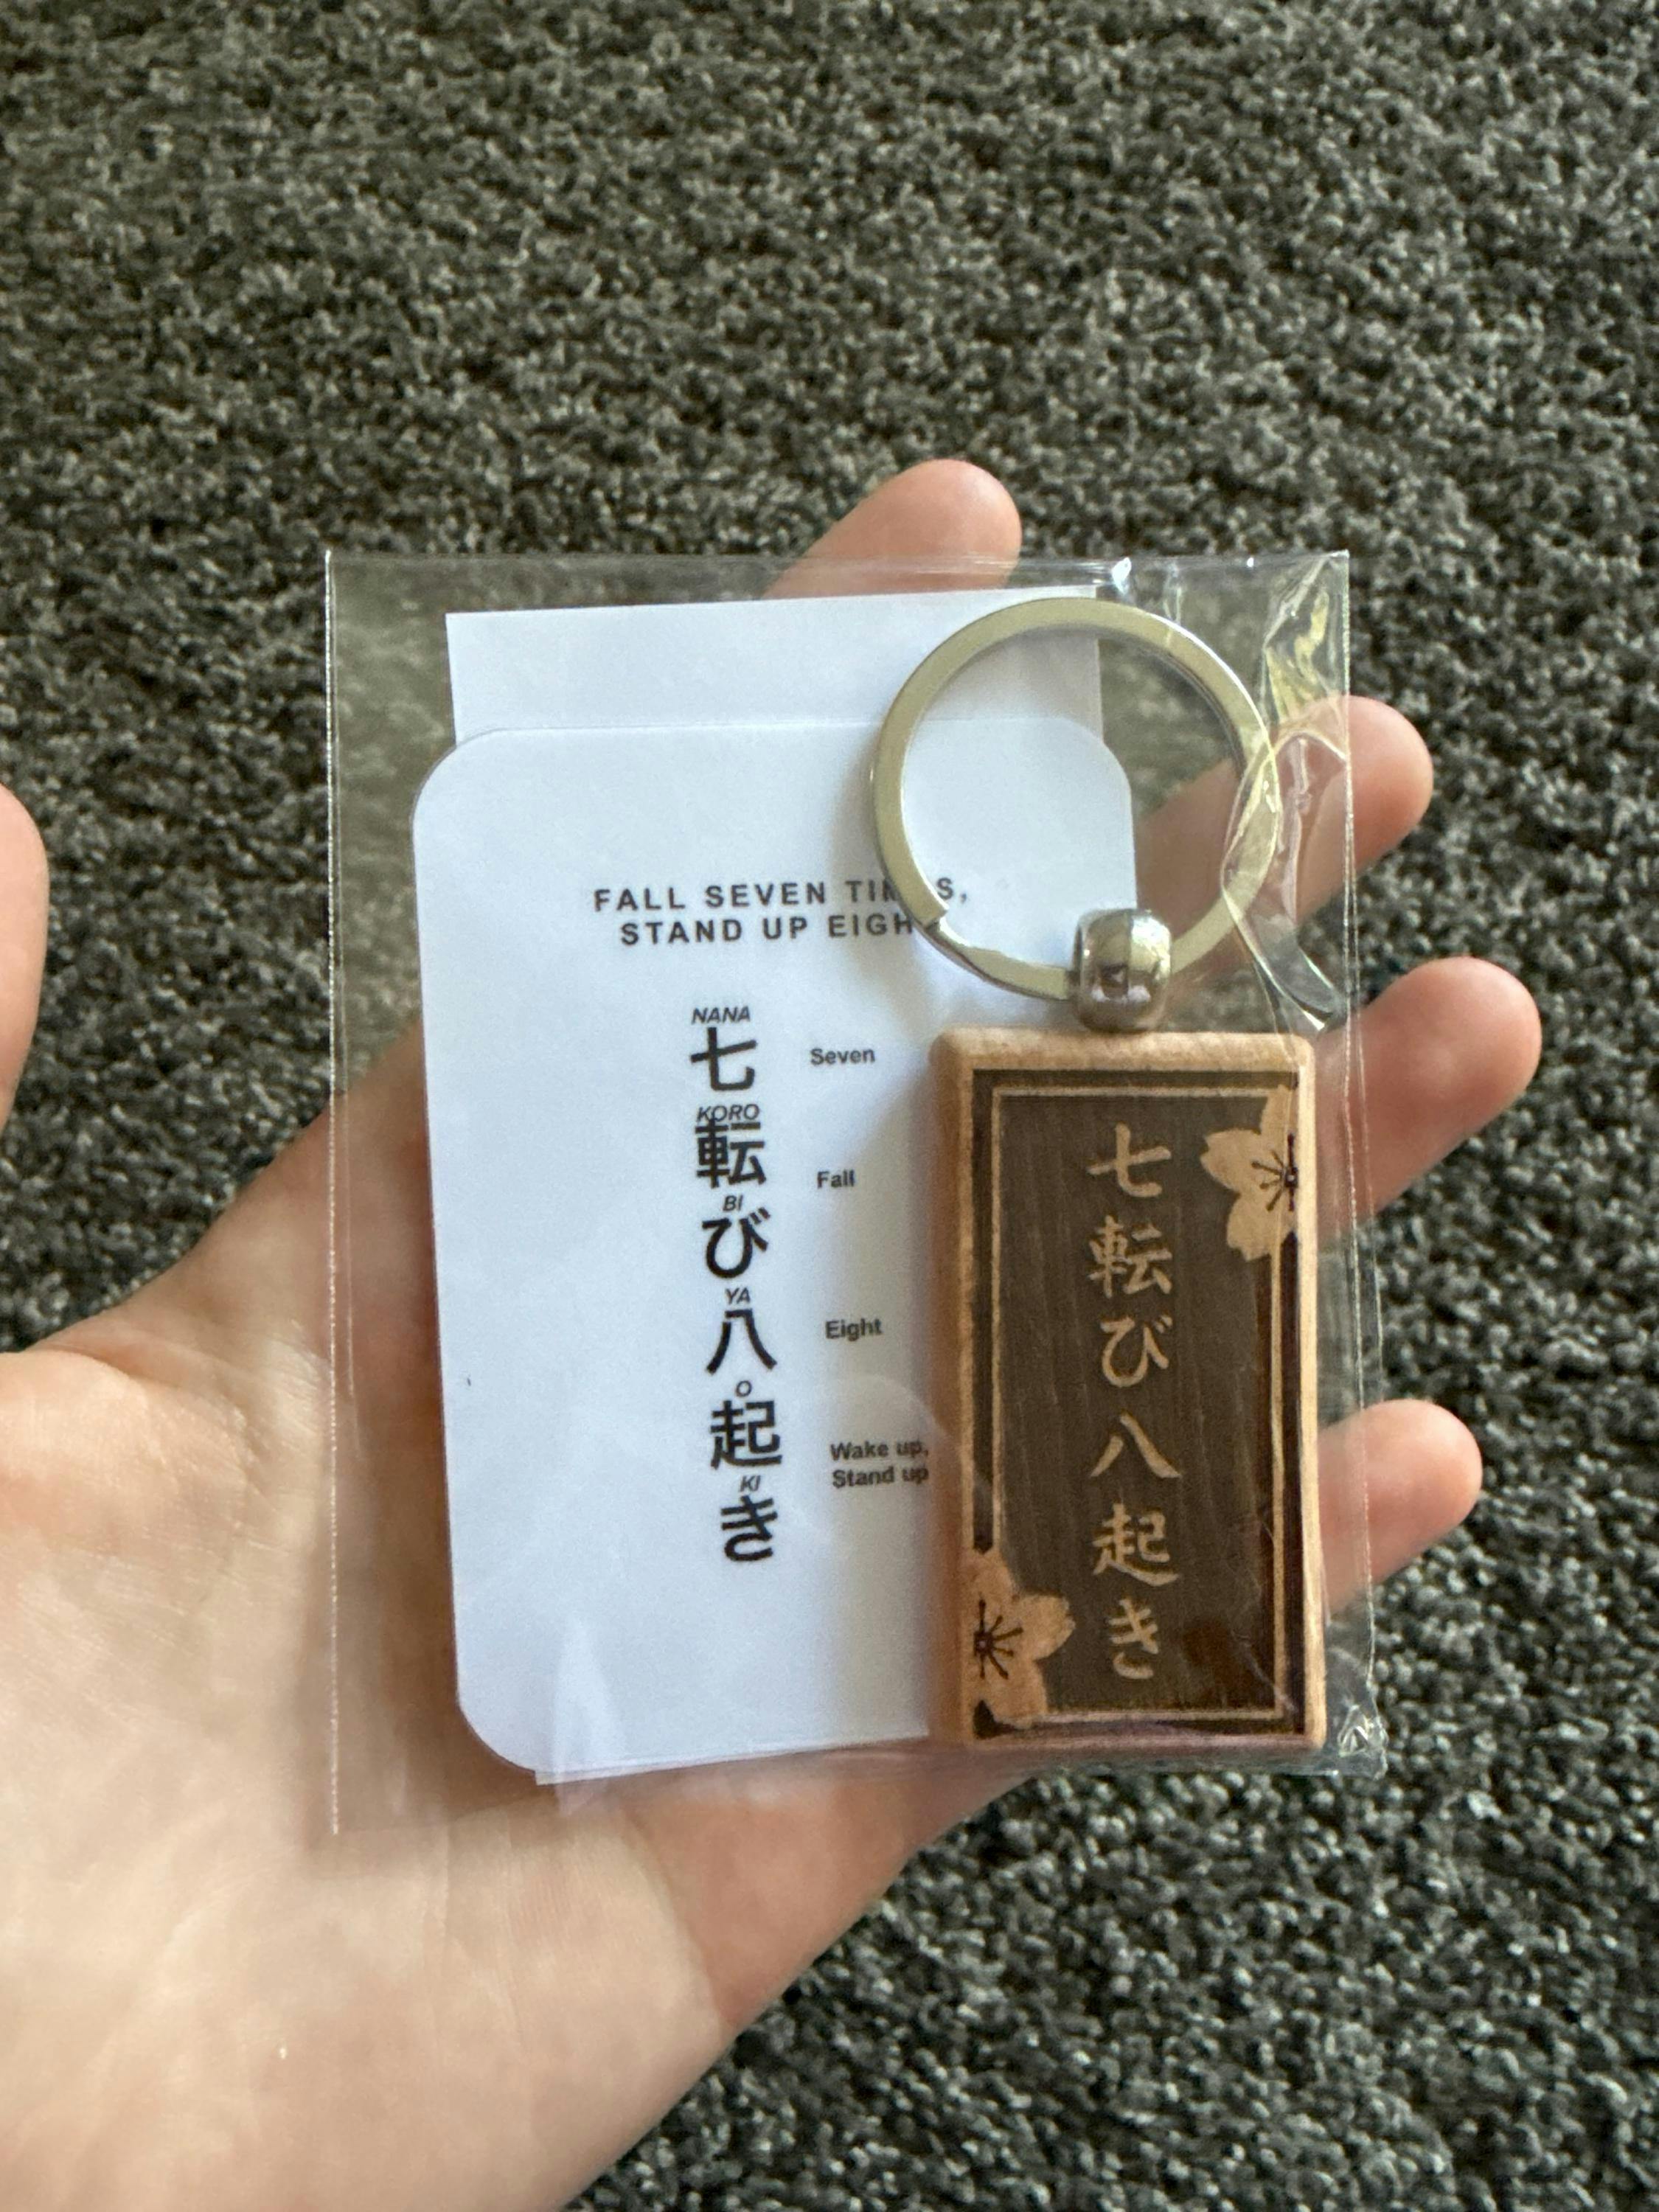 FALL SEVEN TIMES,
STAND UP EIGH
NANA
七
Seven
KORO
転
Fall
BI
び
YA
八
Eight
O
起
Wake up,
Stand up
KI
き
七転び八起き